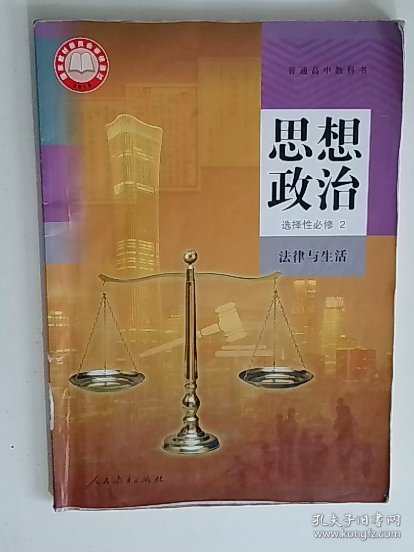 普通高中教科书
思想
政治
选择性必修 2
法律与生活
人民教育出版社
孔夫子旧书网
www.kongfz.com